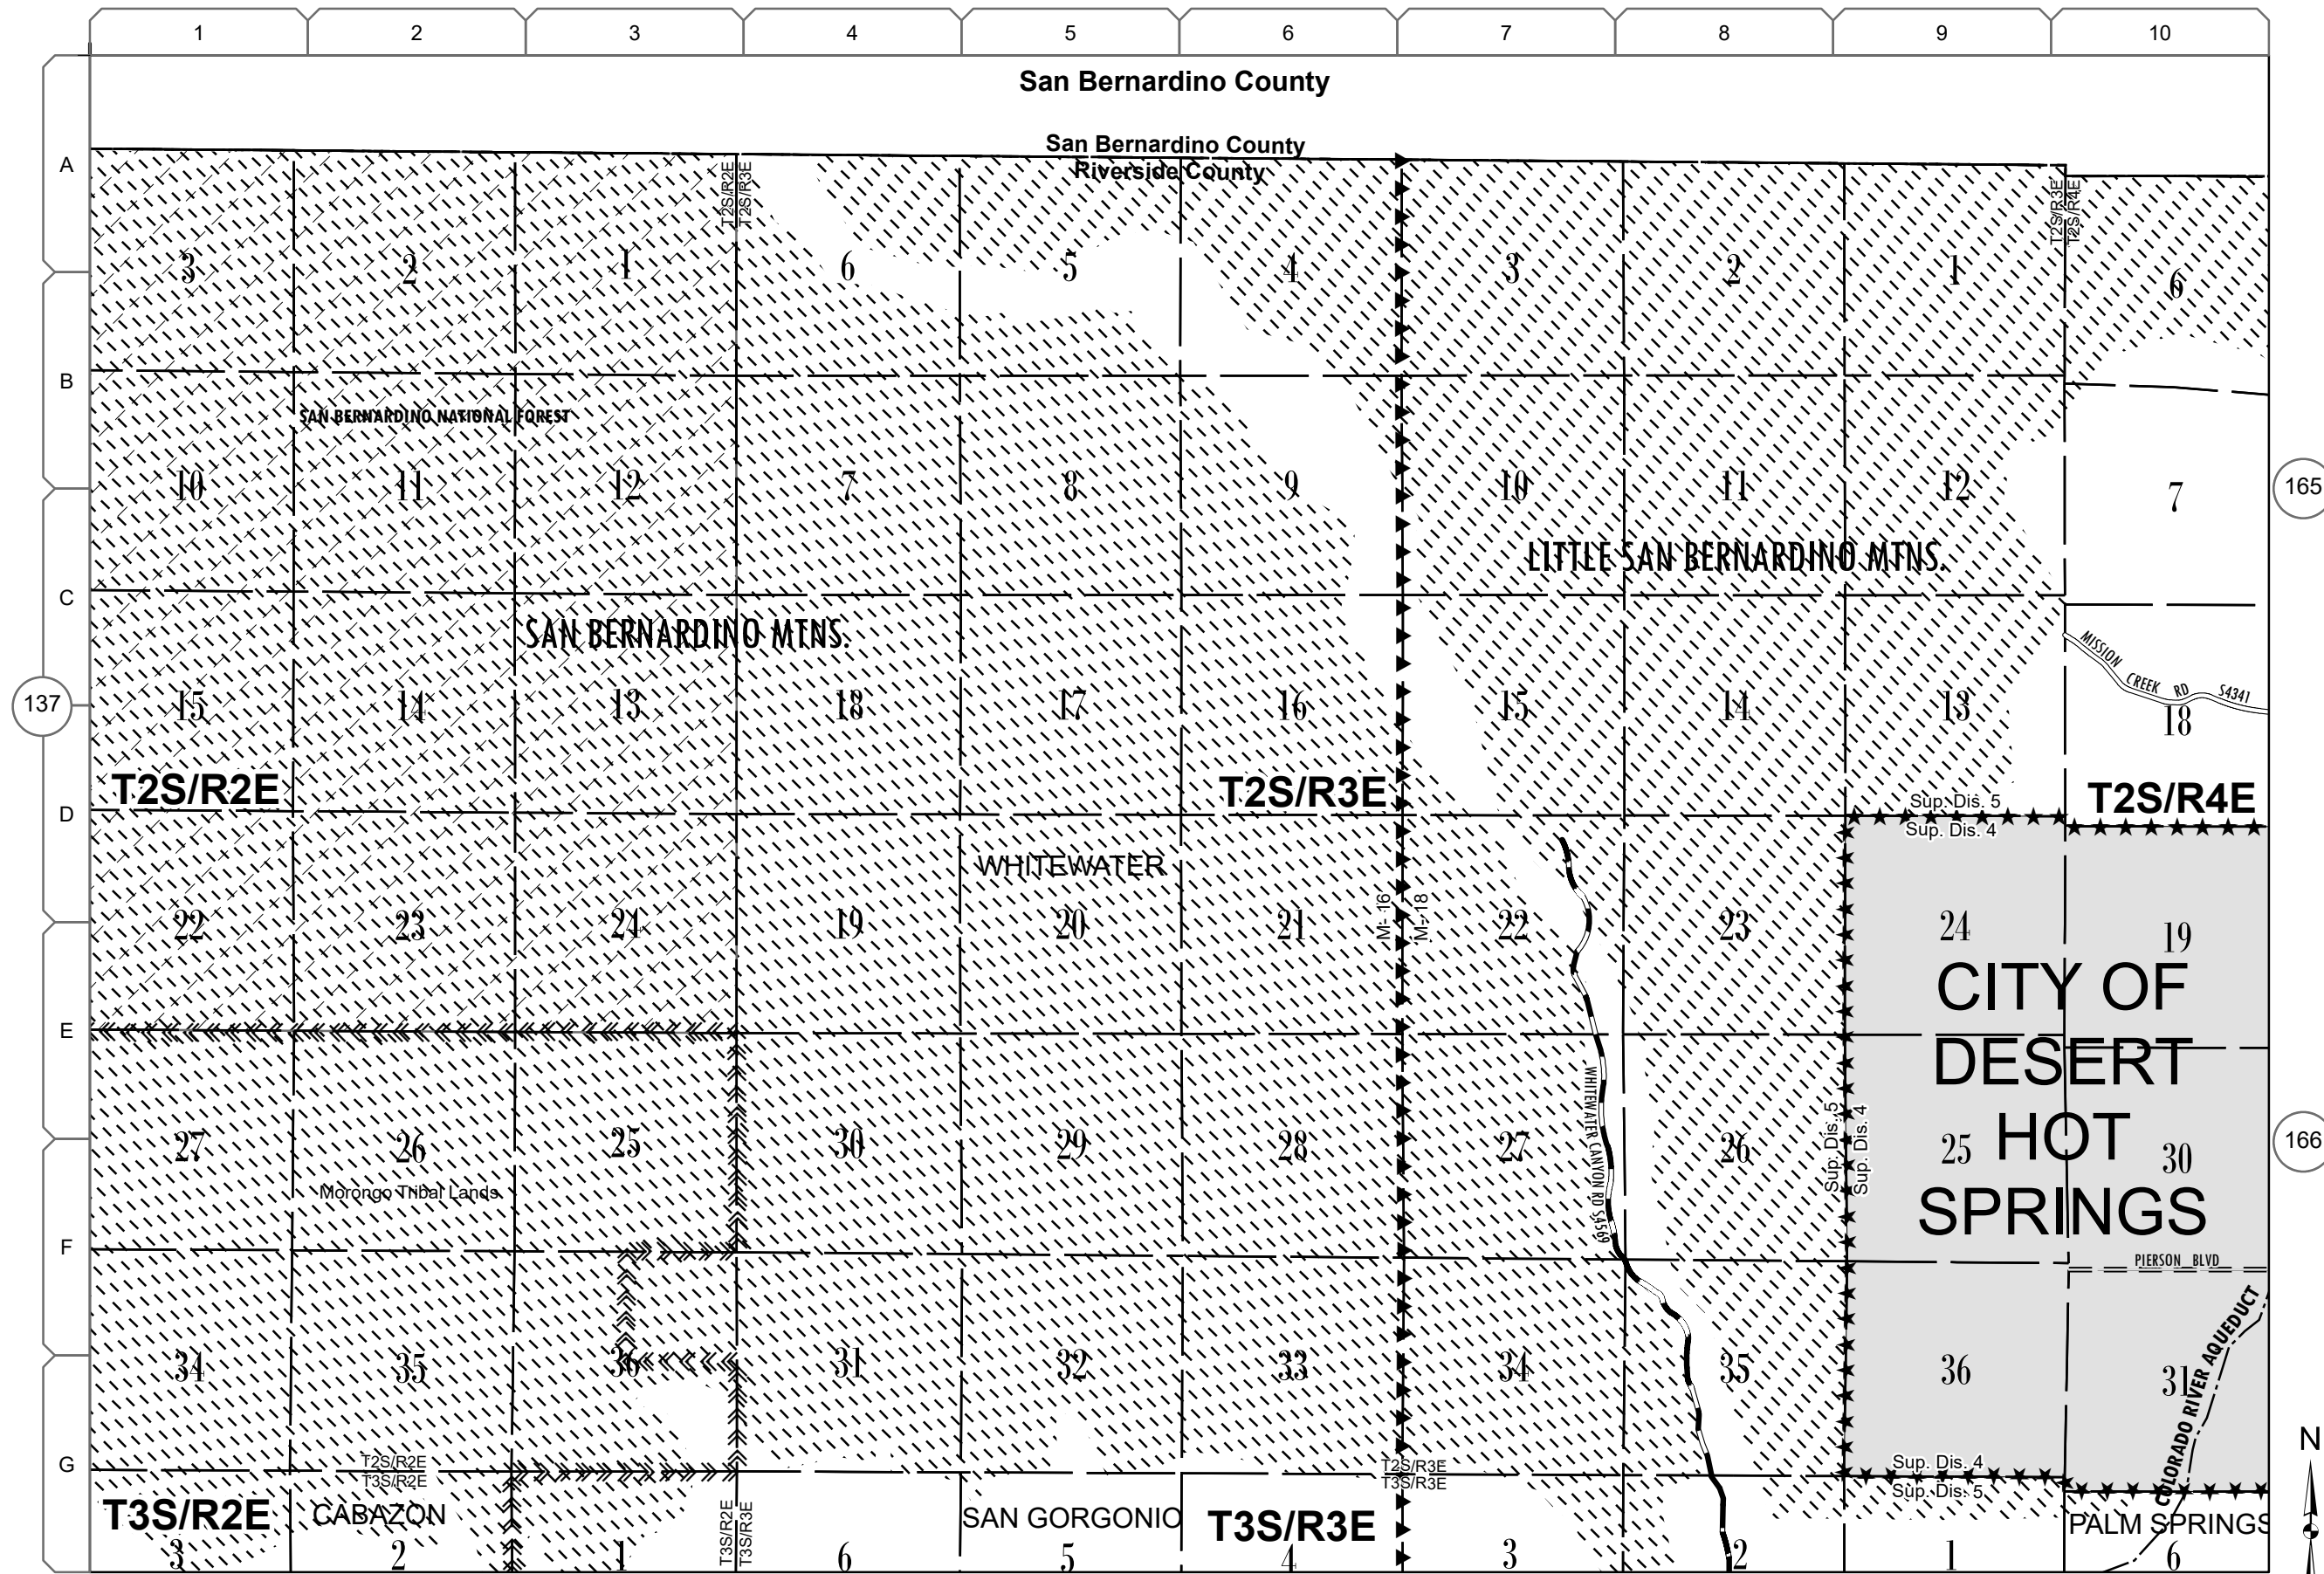 1 2 3 4 5 6 7 8 9 10
San Bernardino County
A
San Bernardino County
Riverside County
T2S/R2E
T2S/R3E
T2S/R3E
T2S/R4E
3 2 1 6 5 4 3 2 1 6
B
SAN BERNARDINO NATIONAL FOREST
10 11 12 7 8 9 10 11 12 7
165
LITTLE SAN BERNARDINO MTNS.
C
SAN BERNARDINO MTNS.
MISSION CREEK RD S4341
137
15 14 13 18 17 16 15 14 13 18
T2S/R2E T2S/R3E T2S/R4E
D
Sup. Dis. 5
Sup. Dis. 4
WHITEWATER
M- 16
M- 18
22 23 24 19 20 21 22 23 24 19
CITY OF
DESERT
HOT
SPRINGS
E
WHITEWATER CANYON RD S4569
Sup. Dis. 5
Sup. Dis. 4
27 26 25 30 29 28 27 26 25 30
166
Morongo Tribal Lands
F
PIERSON BLVD
COLORADO RIVER AQUEDUCT
34 35 36 31 32 33 34 35 36 31
G
T2S/R2E
T3S/R2E
T2S/R3E
T3S/R3E
Sup. Dis. 4
Sup. Dis. 5
N
T3S/R2E CABAZON
T3S/R2E
T3S/R3E
SAN GORGONIO T3S/R3E
PALM SPRINGS
3 2 1 6 5 4 3 2 1 6